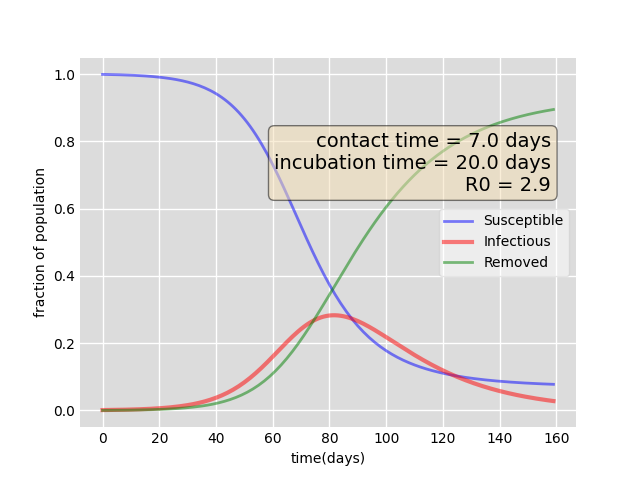 1.0
0.8
0.6
0.4
0.2
0.0
fraction of population
contact time = 7.0 days
incubation time = 20.0 days
R0 = 2.9
Susceptible
Infectious
Removed
0 20 40 60 80 100 120 140 160
time(days)